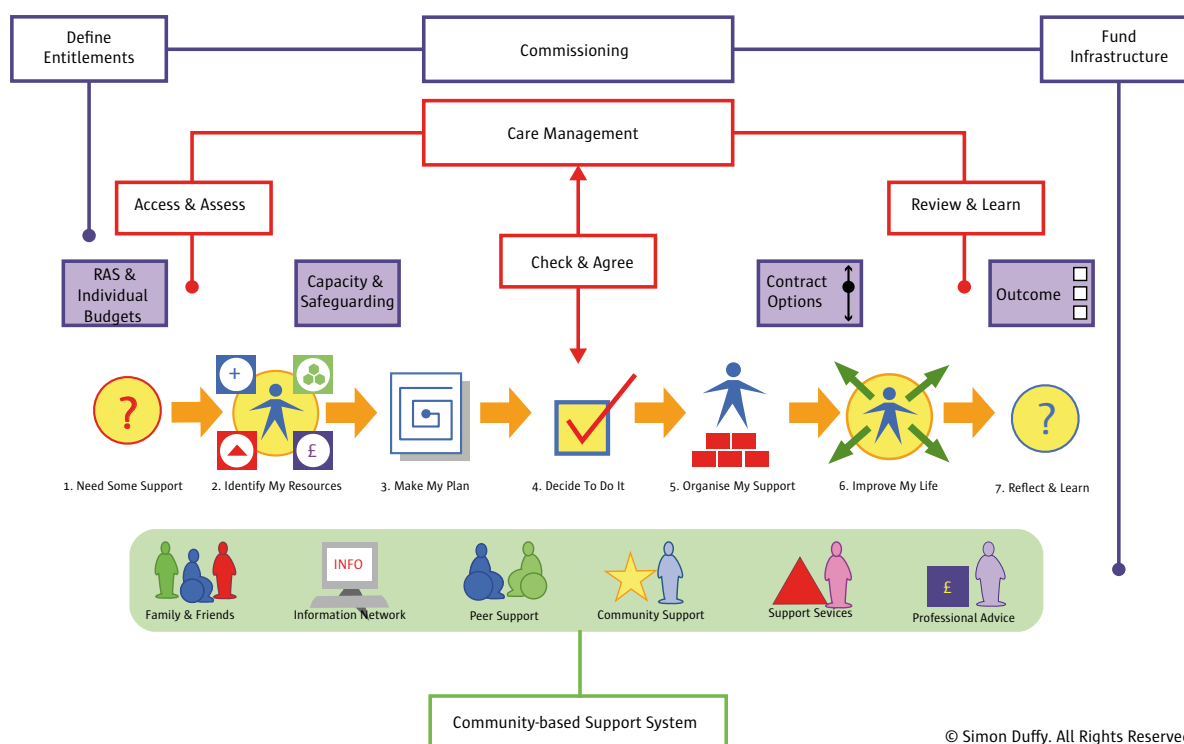 Define
Entitlements
Commissioning
Fund
Infrastructure
Care Management
Access & Assess
Review & Learn
Check & Agree
RAS &
Individual
Budgets
Capacity &
Safeguarding
Contract
Options
Outcome
?
+
£
?
1. Need Some Support
2. Identify My Resources
3. Make My Plan
4. Decide To Do It
5. Organise My Support
6. Improve My Life
7. Reflect & Learn
INFO
£
Family & Friends
Information Network
Peer Support
Community Support
Support Sevices
Professional Advice
Community-based Support System
© Simon Duffy. All Rights Reserved